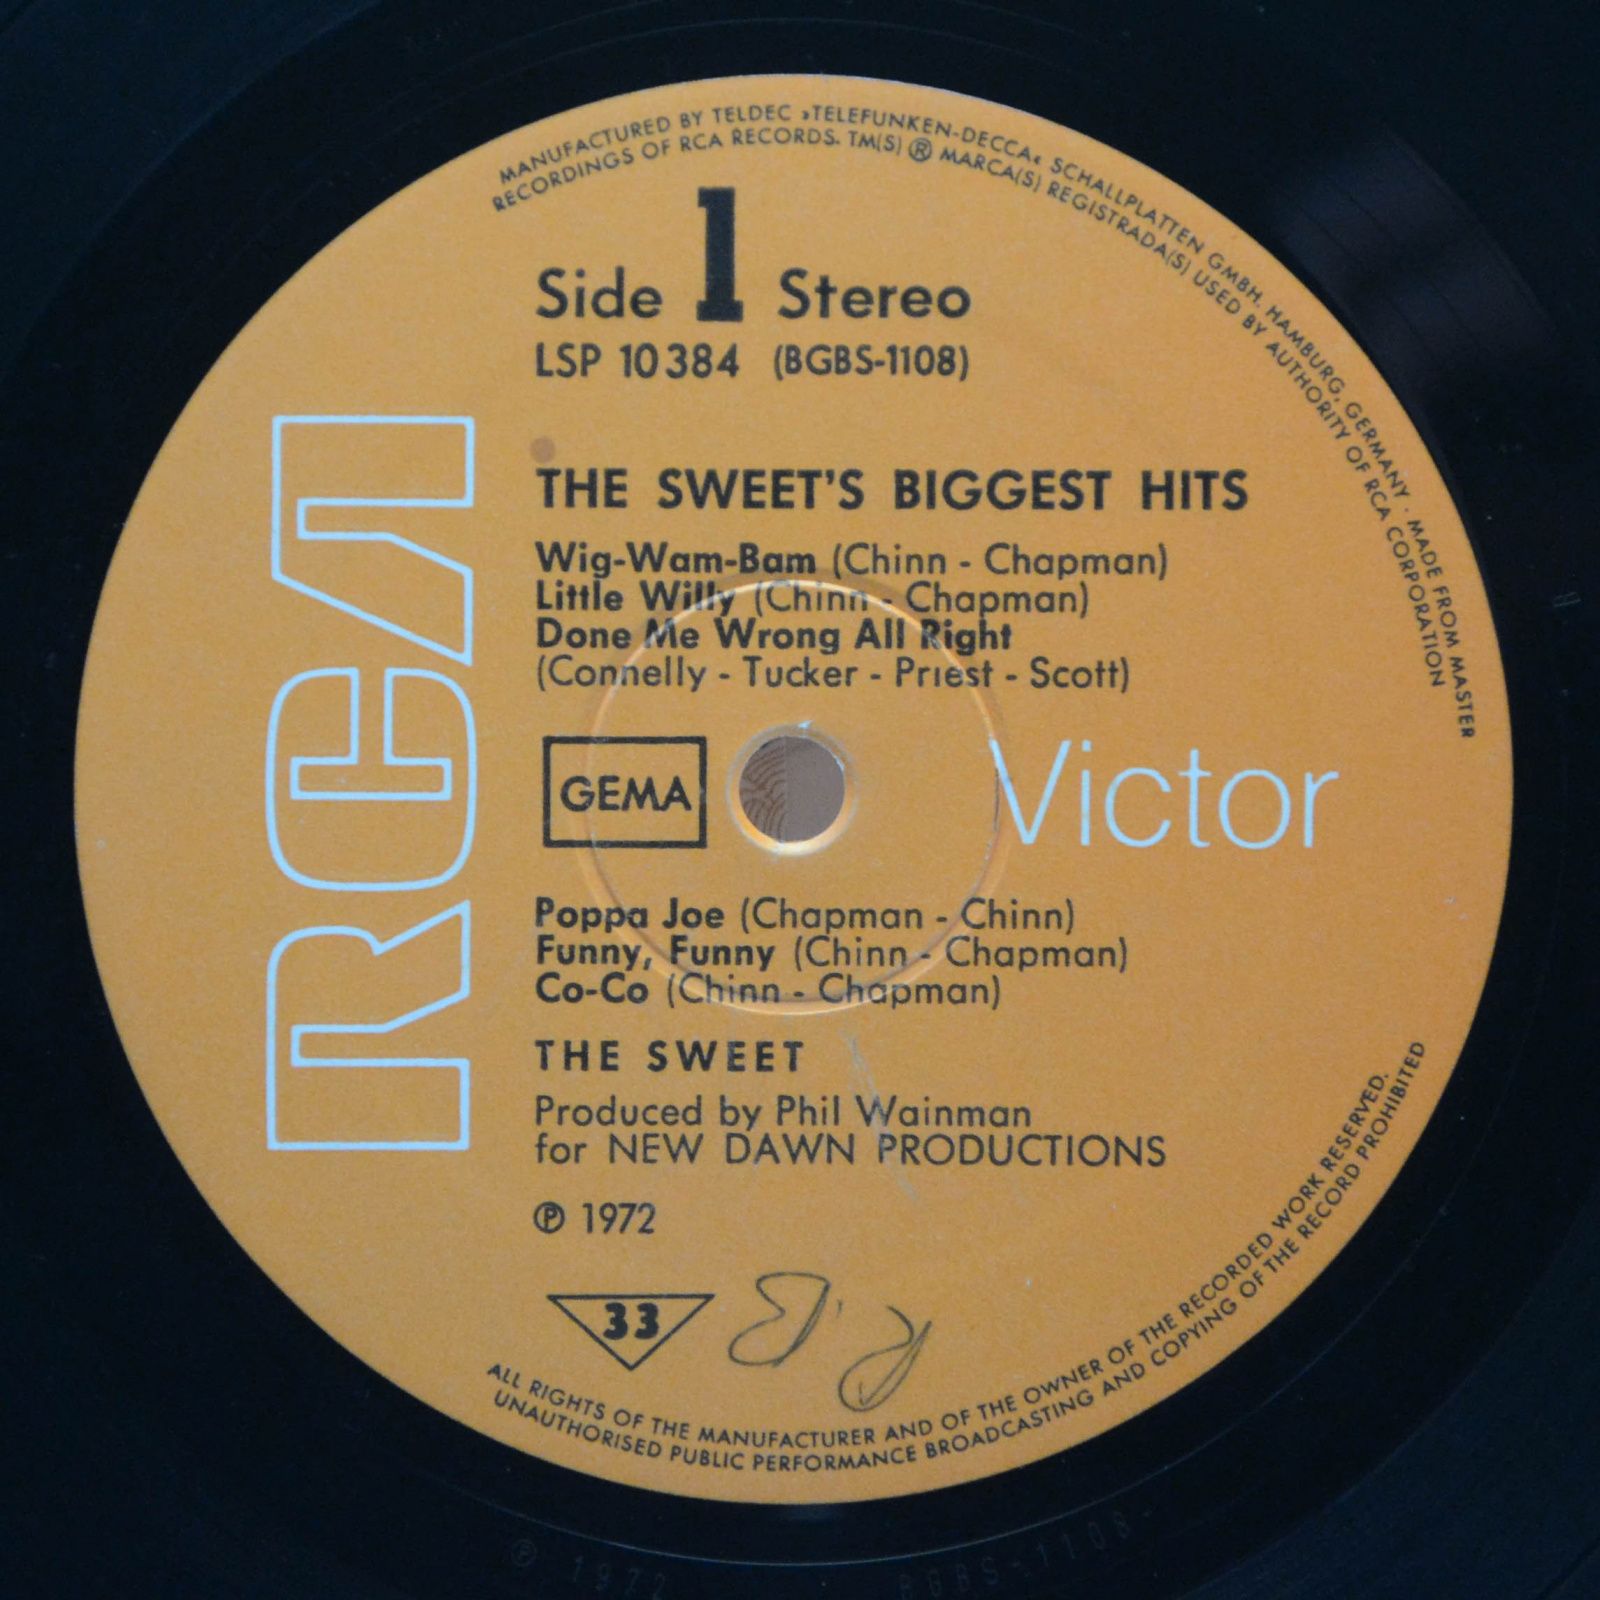 MANUFACTURED BY TELDEC »TELEFUNKEN-DECCA« SCHALLPLATTEN GMBH. HAMBURG, GERMANY · MADE FROM MASTER
RECORDINGS OF RCA RECORDS. TM(S) ® MARCA(S) REGISTRADA(S) USED BY AUTHORITY OF RCA CORPORATION
Side 1 Stereo
LSP 10384 (BGBS-1108)
RCA
THE SWEET'S BIGGEST HITS
Wig-Wam-Bam (Chinn - Chapman)
Little Willy (Chinn - Chapman)
Done Me Wrong All Right
(Connelly - Tucker - Priest - Scott)
GEMA
Victor
Poppa Joe (Chapman - Chinn)
Funny, Funny (Chinn - Chapman)
Co-Co (Chinn - Chapman)
THE SWEET
Produced by Phil Wainman
for NEW DAWN PRODUCTIONS
℗ 1972
33
R.B
ALL RIGHTS OF THE MANUFACTURER AND OF THE OWNER OF THE RECORDED WORK RESERVED.
UNAUTHORISED PUBLIC PERFORMANCE BROADCASTING AND COPYING OF THE RECORD PROHIBITED
℗ 1972 BGBS-1108-